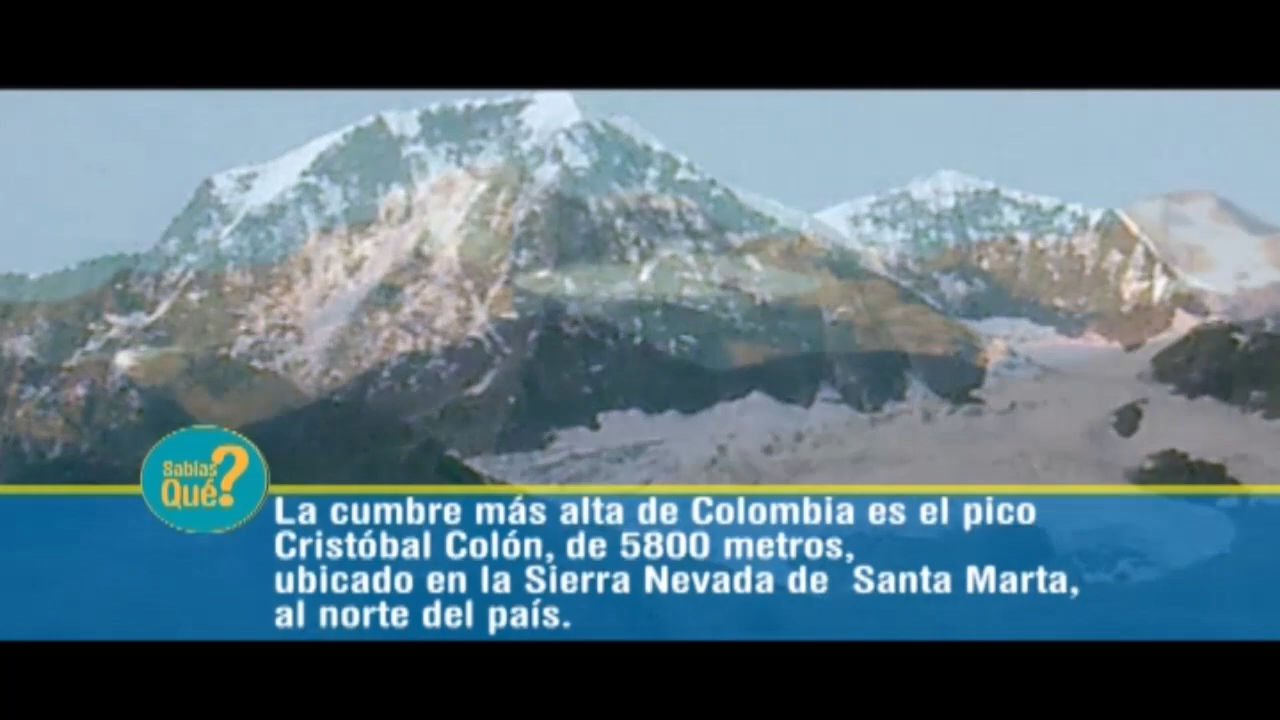 Sabías
Qué?
La cumbre más alta de Colombia es el pico
Cristóbal Colón, de 5800 metros,
ubicado en la Sierra Nevada de Santa Marta,
al norte del país.